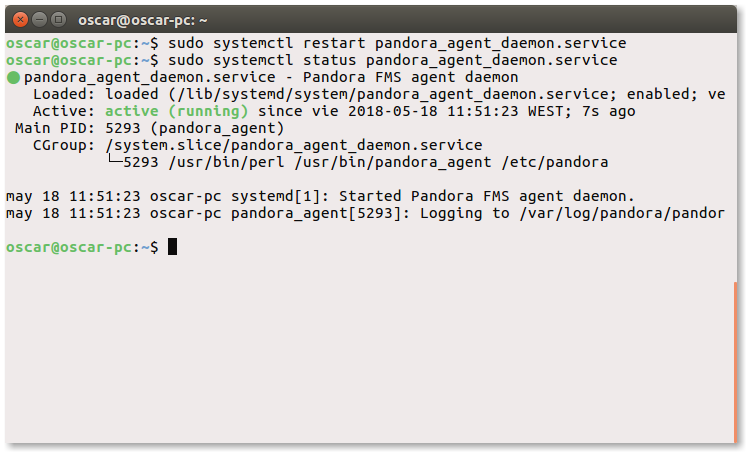 oscar@oscar-pc: ~
oscar@oscar-pc:~$ sudo systemctl restart pandora_agent_daemon.service
oscar@oscar-pc:~$ sudo systemctl status pandora_agent_daemon.service
● pandora_agent_daemon.service - Pandora FMS agent daemon
   Loaded: loaded (/lib/systemd/system/pandora_agent_daemon.service; enabled; ve
   Active: active (running) since vie 2018-05-18 11:51:23 WEST; 7s ago
 Main PID: 5293 (pandora_agent)
   CGroup: /system.slice/pandora_agent_daemon.service
           └─5293 /usr/bin/perl /usr/bin/pandora_agent /etc/pandora
may 18 11:51:23 oscar-pc systemd[1]: Started Pandora FMS agent daemon.
may 18 11:51:23 oscar-pc pandora_agent[5293]: Logging to /var/log/pandora/pandor
oscar@oscar-pc:~$